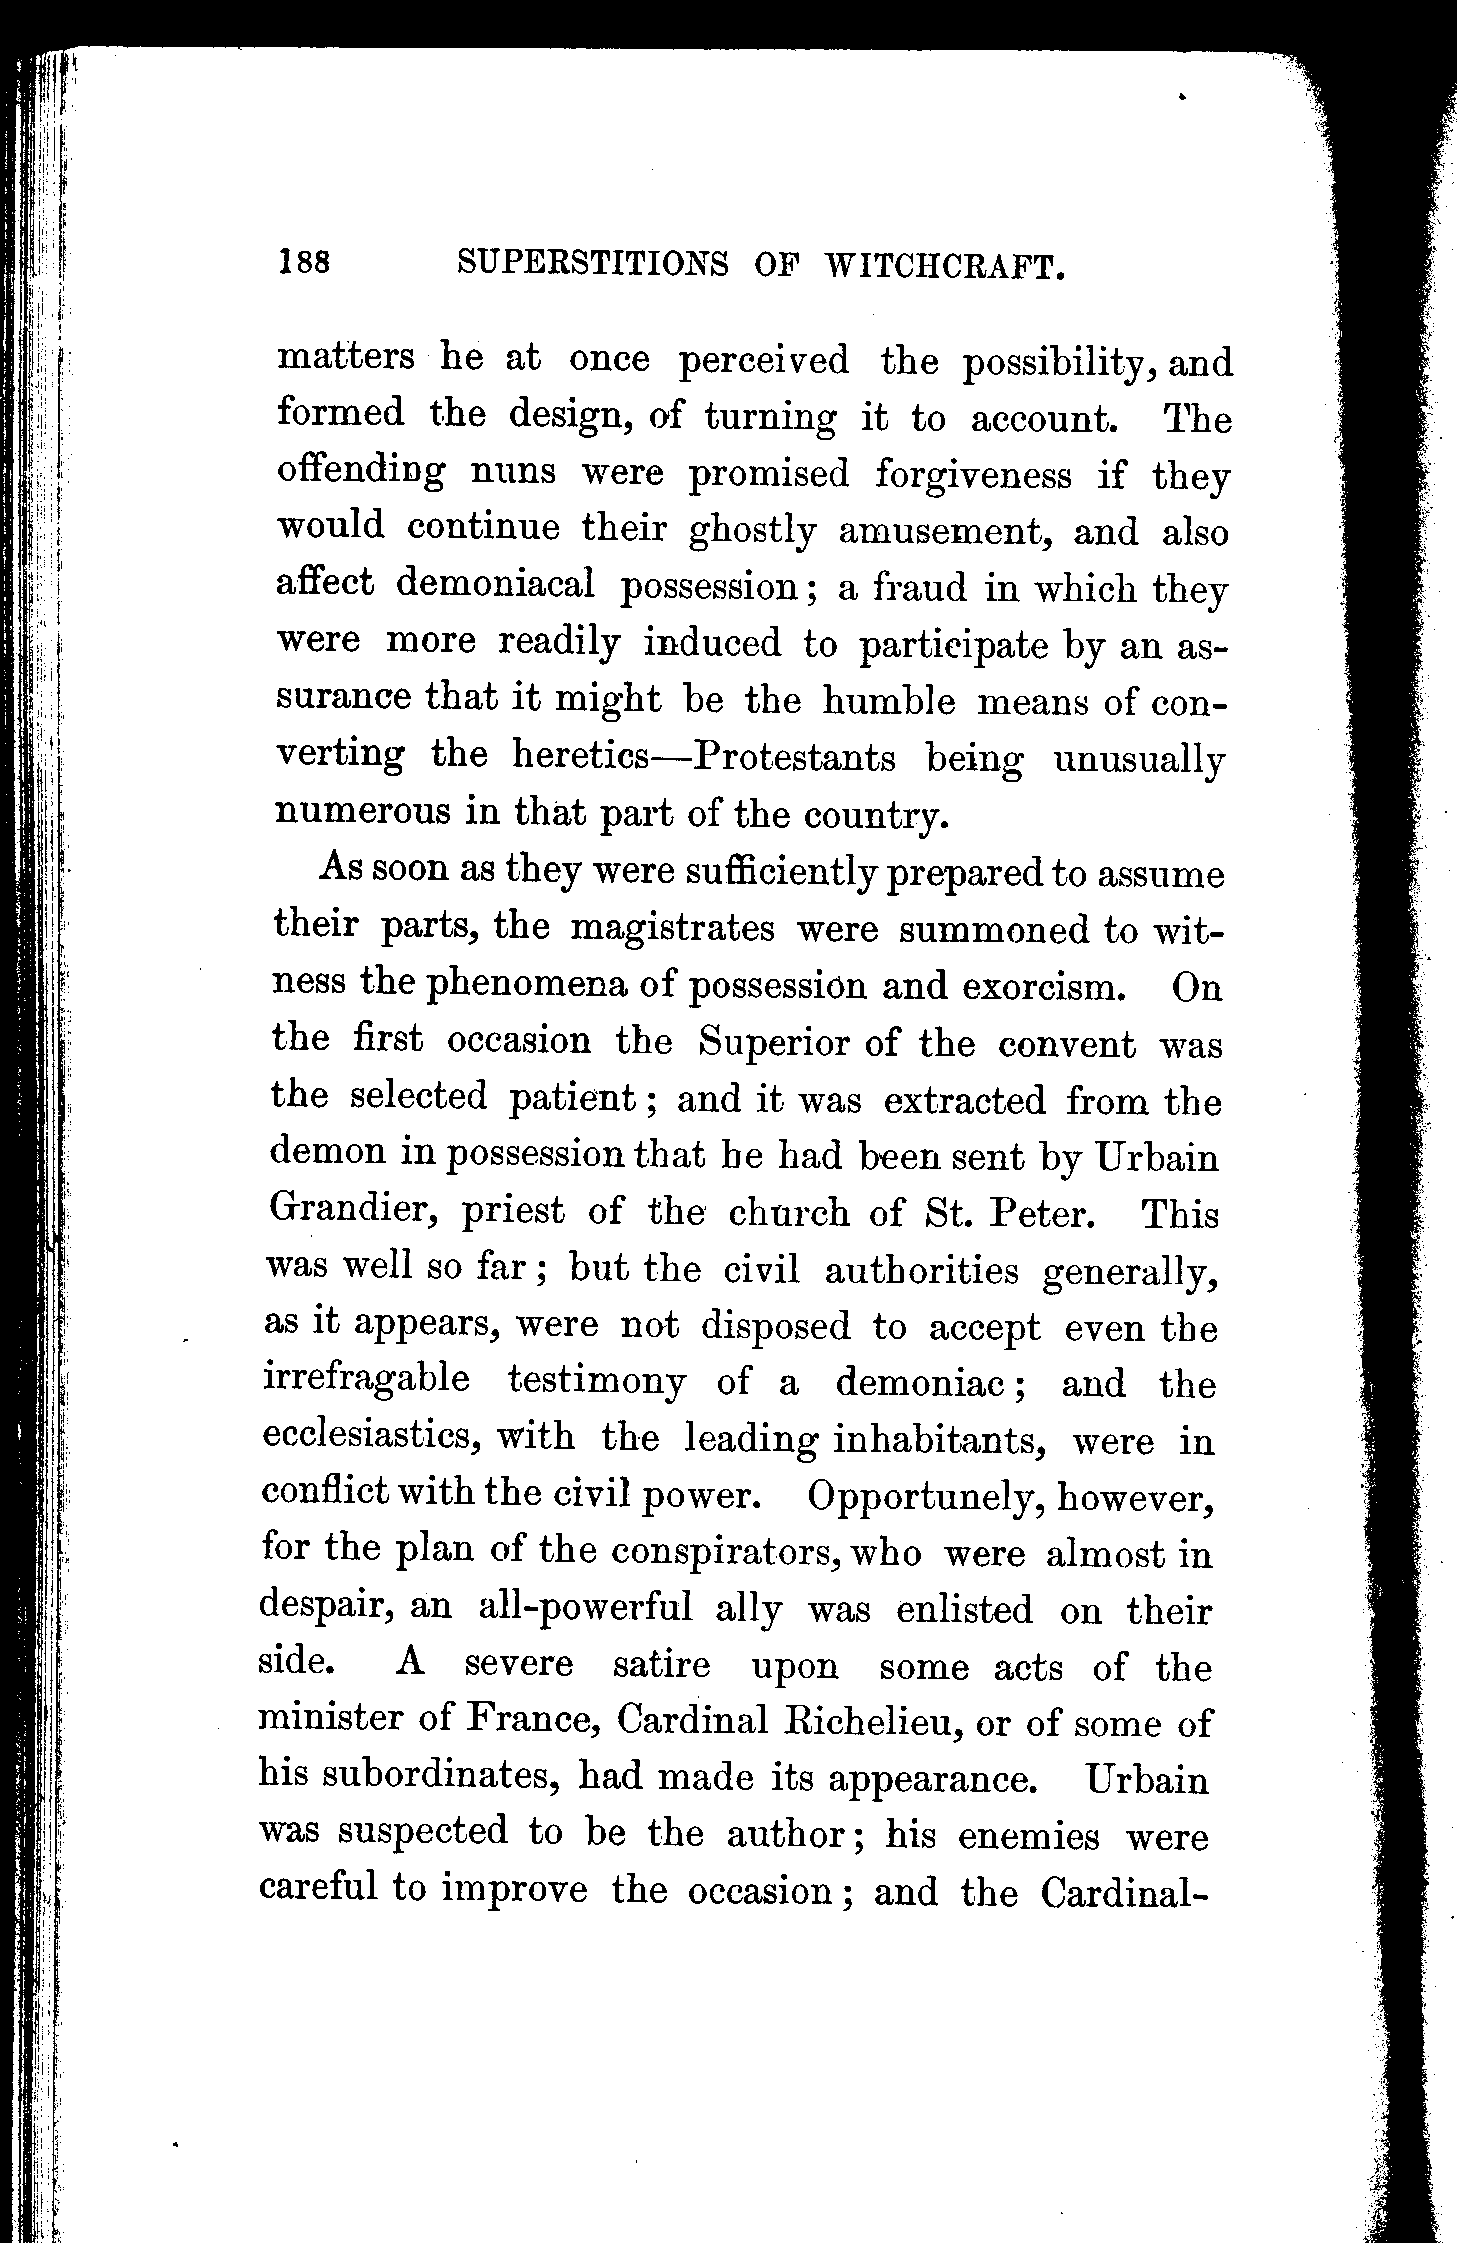 188 SUPERSTITIONS OF WITCHCRAFT.
matters he at once perceived the possibility, and
formed the design, of turning it to account. The
offending nuns were promised forgiveness if they
would continue their ghostly amusement, and also
affect demoniacal possession; a fraud in which they
were more readily induced to participate by an as-
surance that it might be the humble means of con-
verting the heretics—Protestants being unusually
numerous in that part of the country.
As soon as they were sufficiently prepared to assume
their parts, the magistrates were summoned to wit-
ness the phenomena of possession and exorcism. On
the first occasion the Superior of the convent was
the selected patient; and it was extracted from the
demon in possession that he had been sent by Urbain
Grandier, priest of the church of St. Peter. This
was well so far; but the civil authorities generally,
as it appears, were not disposed to accept even the
irrefragable testimony of a demoniac; and the
ecclesiastics, with the leading inhabitants, were in
conflict with the civil power. Opportunely, however,
for the plan of the conspirators, who were almost in
despair, an all-powerful ally was enlisted on their
side. A severe satire upon some acts of the
minister of France, Cardinal Richelieu, or of some of
his subordinates, had made its appearance. Urbain
was suspected to be the author; his enemies were
careful to improve the occasion; and the Cardinal-